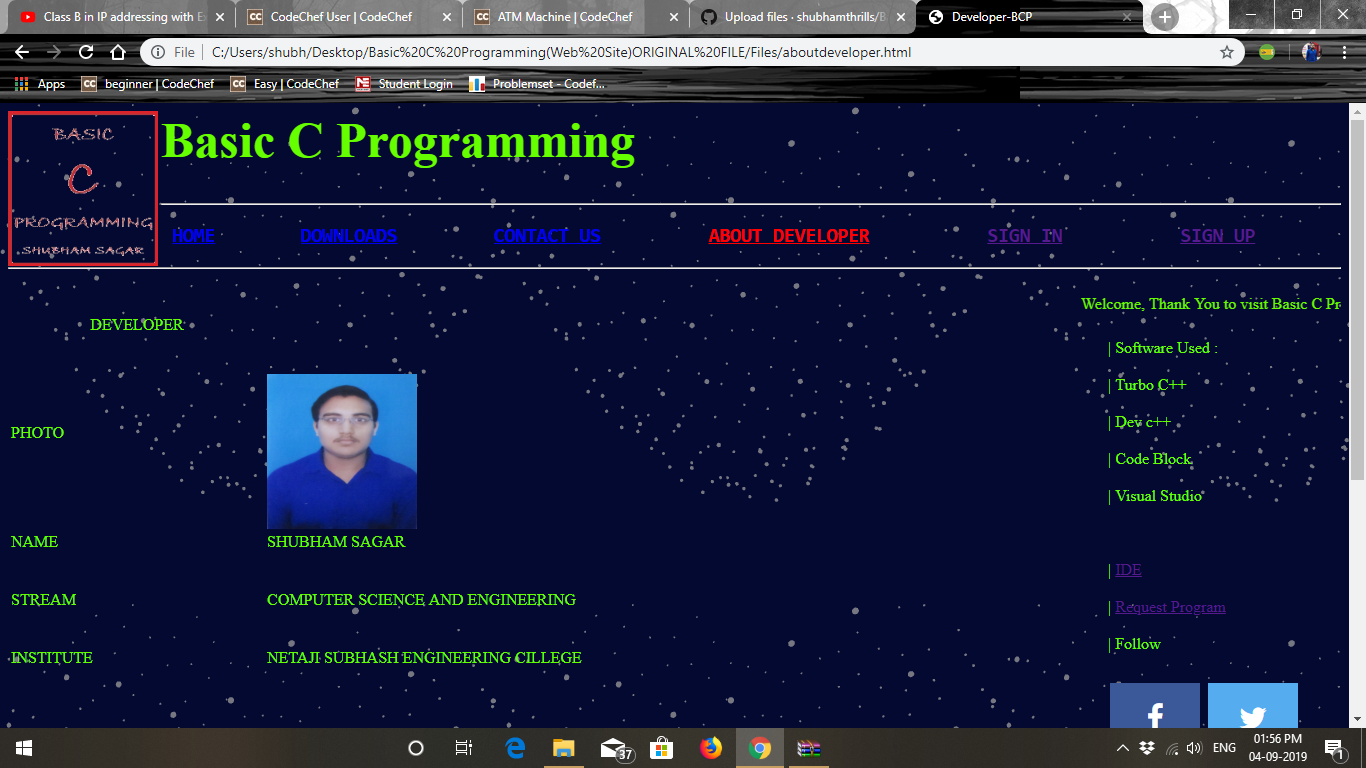 Class B in IP addressing with E
CodeChef User | CodeChef
ATM Machine | CodeChef
Upload files · shubhamthrills/B
Developer-BCP
File C:/Users/shubh/Desktop/Basic%20C%20Programming(Web%20Site)ORIGINAL%20FILE/Files/aboutdeveloper.html
Apps CC beginner | CodeChef CC Easy | CodeChef Student Login Problemset - Codef...
BASIC
C
PROGRAMMING
SHUBHAM SAGAR
Basic C Programming
HOME DOWNLOADS CONTACT US ABOUT DEVELOPER SIGN IN SIGN UP
Welcome, Thank You to visit Basic C Pr
DEVELOPER
| Software Used :
| Turbo C++
| Dev c++
| Code Block
| Visual Studio
PHOTO
NAME SHUBHAM SAGAR
| IDE
STREAM COMPUTER SCIENCE AND ENGINEERING
| Request Program
| Follow
INSTITUTE NETAJI SUBHASH ENGINEERING CILLEGE
37
ENG
01:56 PM
04-09-2019
1